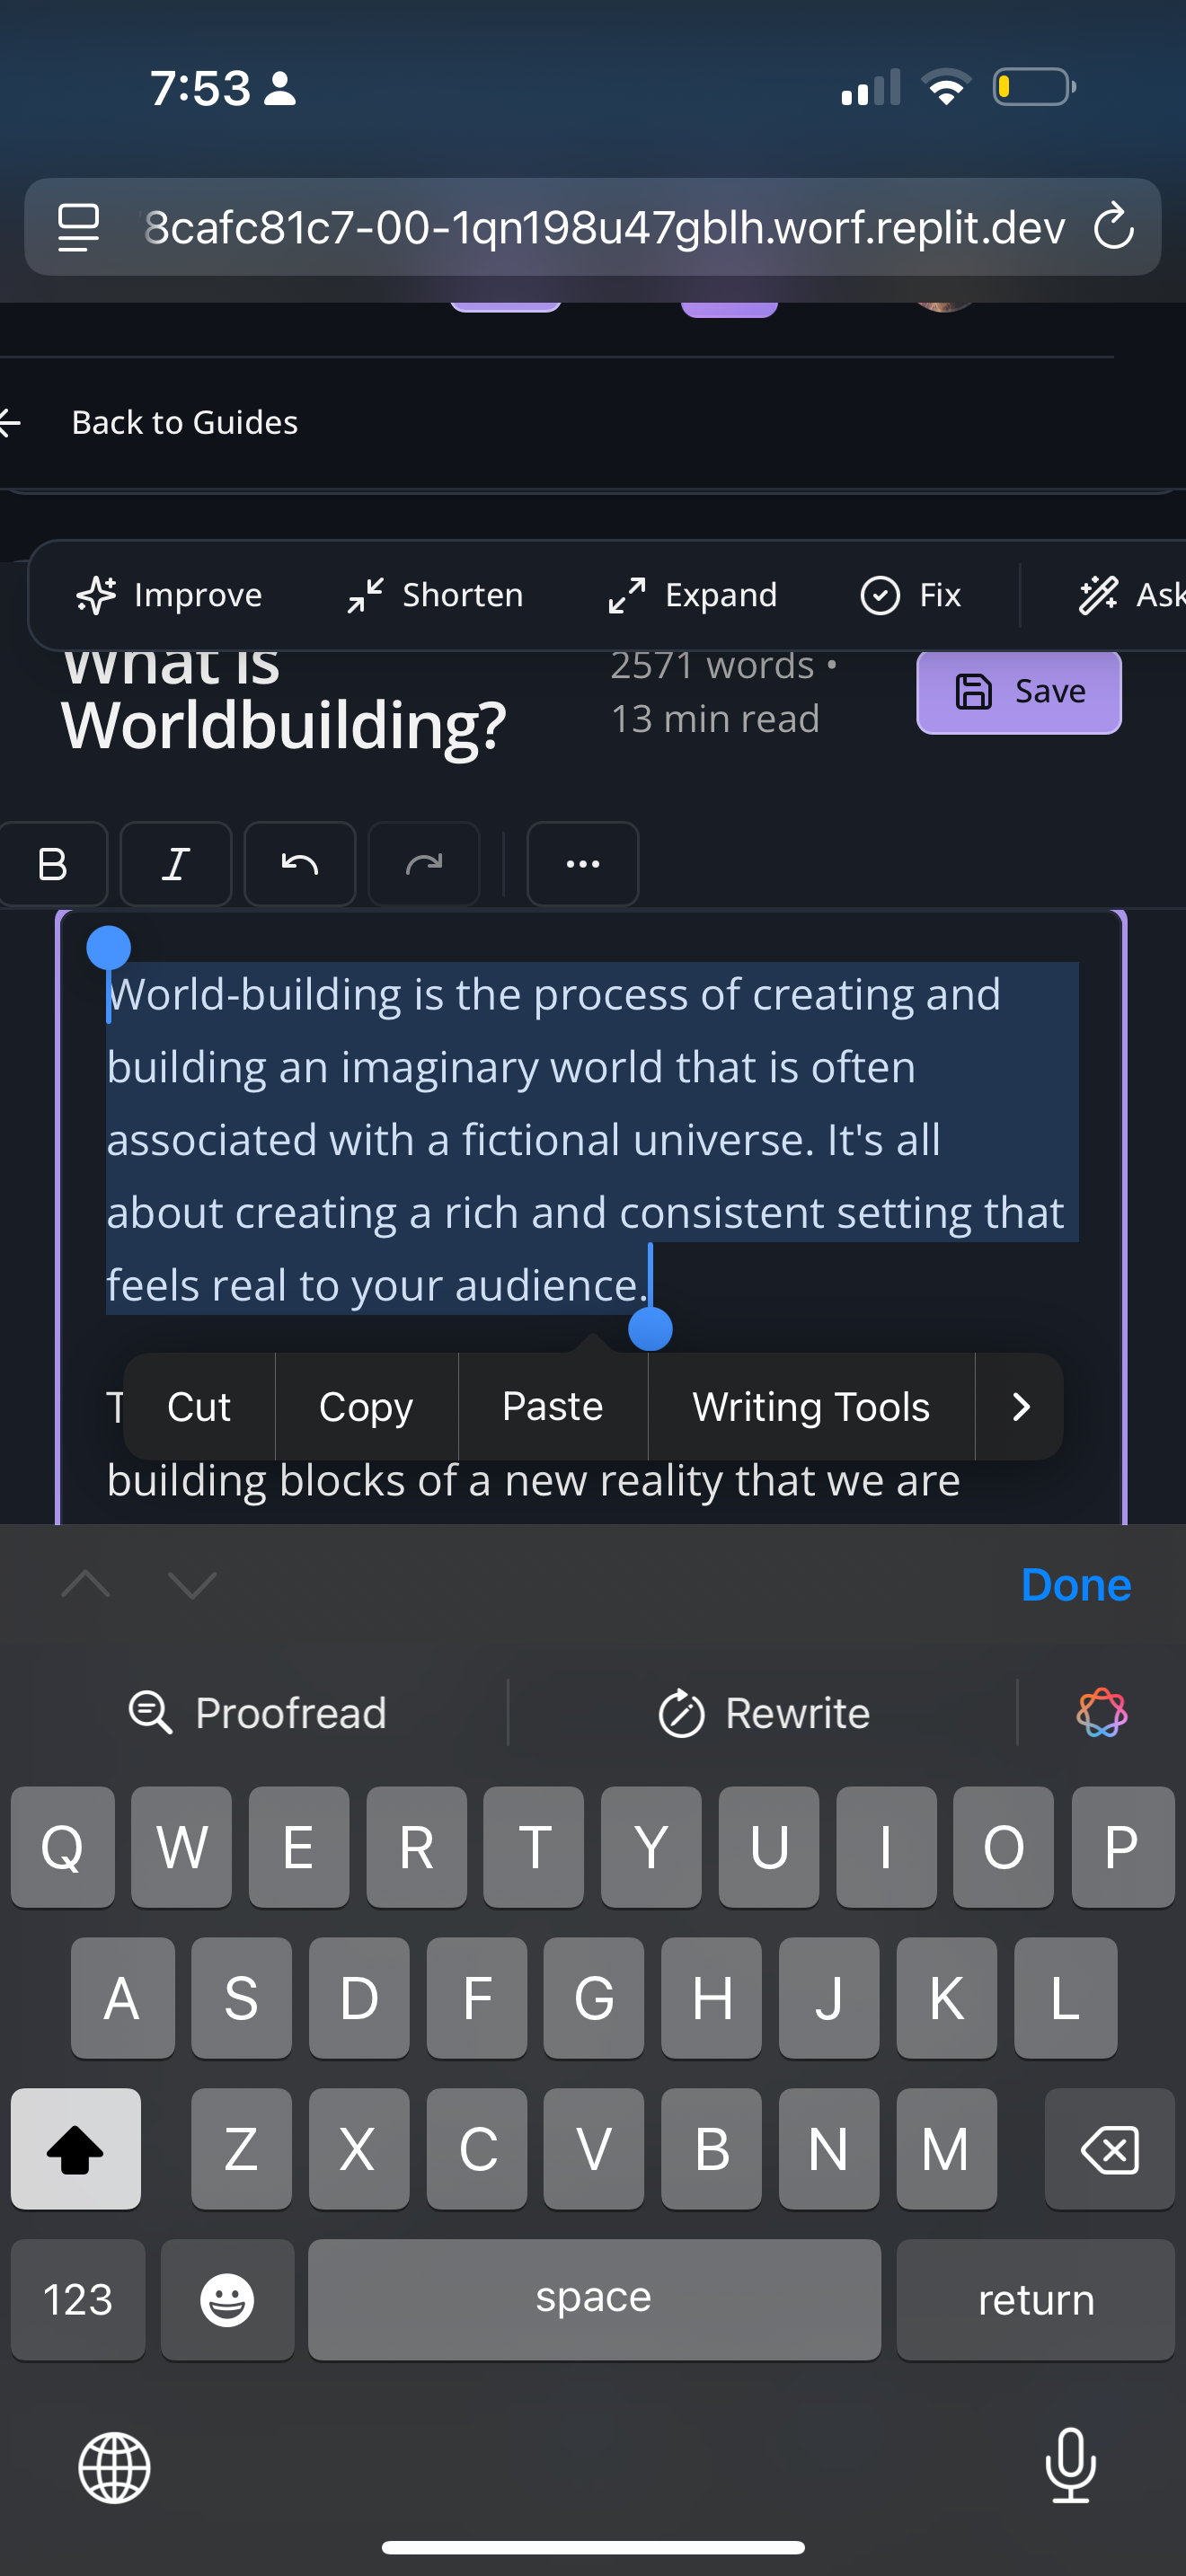 7:53
8cafc81c7-00-1qn198u47gblh.worf.replit.dev
Back to Guides
Improve Shorten Expand Fix Ask
What is
Worldbuilding?
2571 words •
13 min read
Save
B I
World-building is the process of creating and
building an imaginary world that is often
associated with a fictional universe. It's all
about creating a rich and consistent setting that
feels real to your audience.
T
Cut Copy Paste Writing Tools
building blocks of a new reality that we are
Done
Proofread Rewrite
Q W E R T Y U I O P
A S D F G H J K L
Z X C V B N M
123 space return